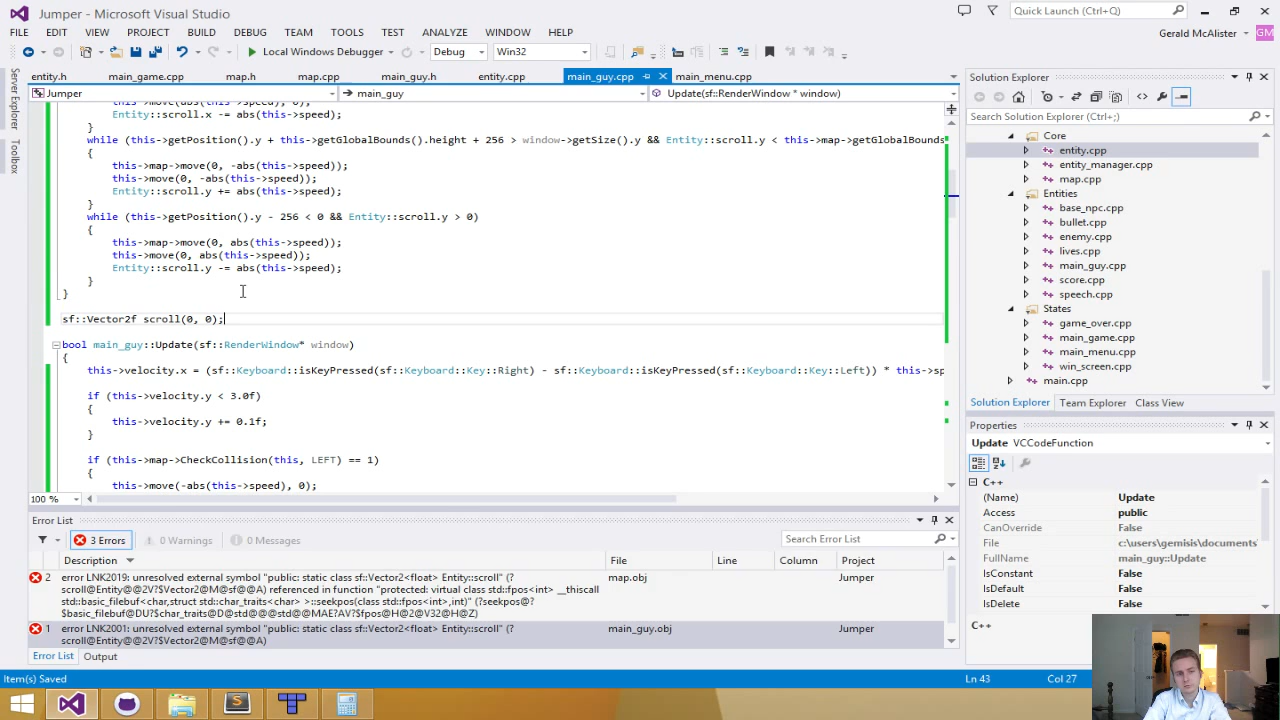 Jumper - Microsoft Visual Studio
Quick Launch (Ctrl+Q)
FILE EDIT VIEW PROJECT BUILD DEBUG TEAM TOOLS TEST ANALYZE WINDOW HELP
Gerald McAlister GM
Local Windows Debugger Debug Win32
Server Explorer
Toolbox
entity.h main_game.cpp map.h map.cpp main_guy.h entity.cpp main_guy.cpp main_menu.cpp
Jumper main_guy Update(sf::RenderWindow * window)
Entity::scroll.x -= abs(this->speed);
}
while (this->getPosition().y + this->getGlobalBounds().height + 256 > window->getSize().y && Entity::scroll.y < this->map->getGlobalBounds
{
this->map->move(0, -abs(this->speed));
this->move(0, -abs(this->speed));
Entity::scroll.y += abs(this->speed);
}
while (this->getPosition().y - 256 < 0 && Entity::scroll.y > 0)
{
this->map->move(0, abs(this->speed));
this->move(0, abs(this->speed));
Entity::scroll.y -= abs(this->speed);
}
}
sf::Vector2f scroll(0, 0);
bool main_guy::Update(sf::RenderWindow* window)
{
this->velocity.x = (sf::Keyboard::isKeyPressed(sf::Keyboard::Key::Right) - sf::Keyboard::isKeyPressed(sf::Keyboard::Key::Left)) * this->sp
if (this->velocity.y < 3.0f)
{
this->velocity.y += 0.1f;
}
if (this->map->CheckCollision(this, LEFT) == 1)
{
this->move(-abs(this->speed), 0);
100 %
Error List
3 Errors 0 Warnings 0 Messages
Search Error List
Description File Line Column Project
2 error LNK2019: unresolved external symbol "public: static class sf::Vector2<float> Entity::scroll" (? map.obj Jumper
scroll@Entity@@2V?$Vector2@M@sf@@A) referenced in function "protected: virtual class std::fpos<int> __thiscall
std::basic_filebuf<char,struct std::char_traits<char> >::seekpos(class std::fpos<int>,int)" (?seekpos@?
$basic_filebuf@DU?$char_traits@D@std@@@std@@MAE?AV?$fpos@H@2@V32@H@Z)
1 error LNK2001: unresolved external symbol "public: static class sf::Vector2<float> Entity::scroll" (? main_guy.obj Jumper
scroll@Entity@@2V?$Vector2@M@sf@@A)
Error List Output
Item(s) Saved Ln 43 Col 27
Solution Explorer
Search Solution Explorer (Ctrl+;)
Core
entity.cpp
entity_manager.cpp
map.cpp
Entities
base_npc.cpp
bullet.cpp
enemy.cpp
lives.cpp
main_guy.cpp
score.cpp
speech.cpp
States
game_over.cpp
main_game.cpp
main_menu.cpp
win_screen.cpp
main.cpp
Solution Explorer Team Explorer Class View
Properties
Update VCCodeFunction
C++
(Name) Update
Access public
CanOverride False
File c:\users\gemisis\documents
FullName main_guy::Update
IsConstant False
IsDefault False
IsDelete False
C++